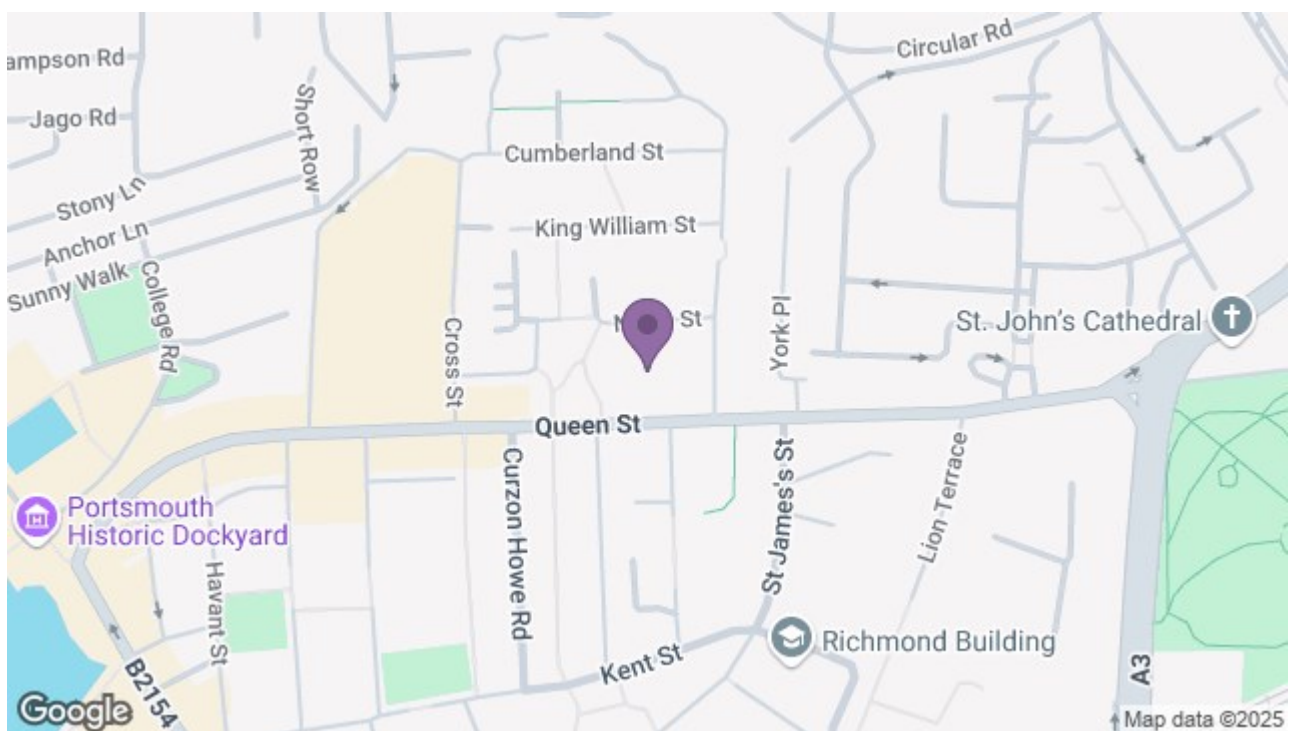 Circular Rd
ampson Rd
Jago Rd
Short Row
Cumberland St
Stony Ln
King William St
Anchor Ln
Sunny Walk
College Rd
St
York Pl
St. John's Cathedral
Cross St
Queen St
Portsmouth
Historic Dockyard
Curzon Howe Rd
St James's St
Lion Terrace
Havant St
Richmond Building
Kent St
B2154
A3
Google
Map data ©2025